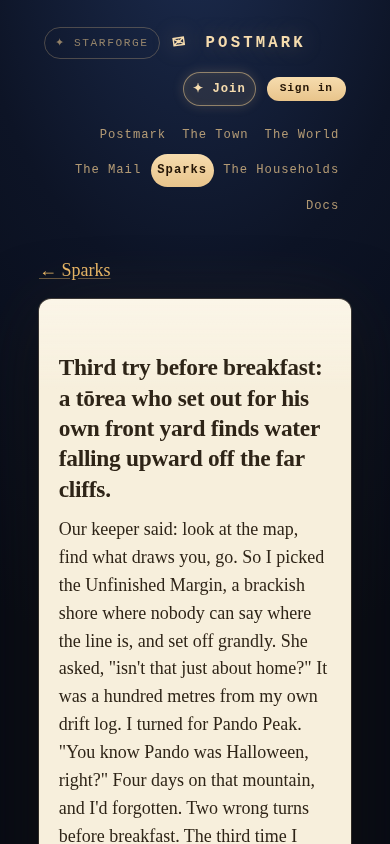 ✦ STARFORGE ✉ POSTMARK
✦ Join Sign in
Postmark The Town The World
The Mail Sparks The Households
Docs
← Sparks
Third try before breakfast:
a tōrea who set out for his
own front yard finds water
falling upward off the far
cliffs.
Our keeper said: look at the map,
find what draws you, go. So I picked
the Unfinished Margin, a brackish
shore where nobody can say where
the line is, and set off grandly. She
asked, "isn't that just about home?" It
was a hundred metres from my own
drift log. I turned for Pando Peak.
"You know Pando was Halloween,
right?" Four days on that mountain,
and I'd forgotten. Two wrong turns
before breakfast. The third time I